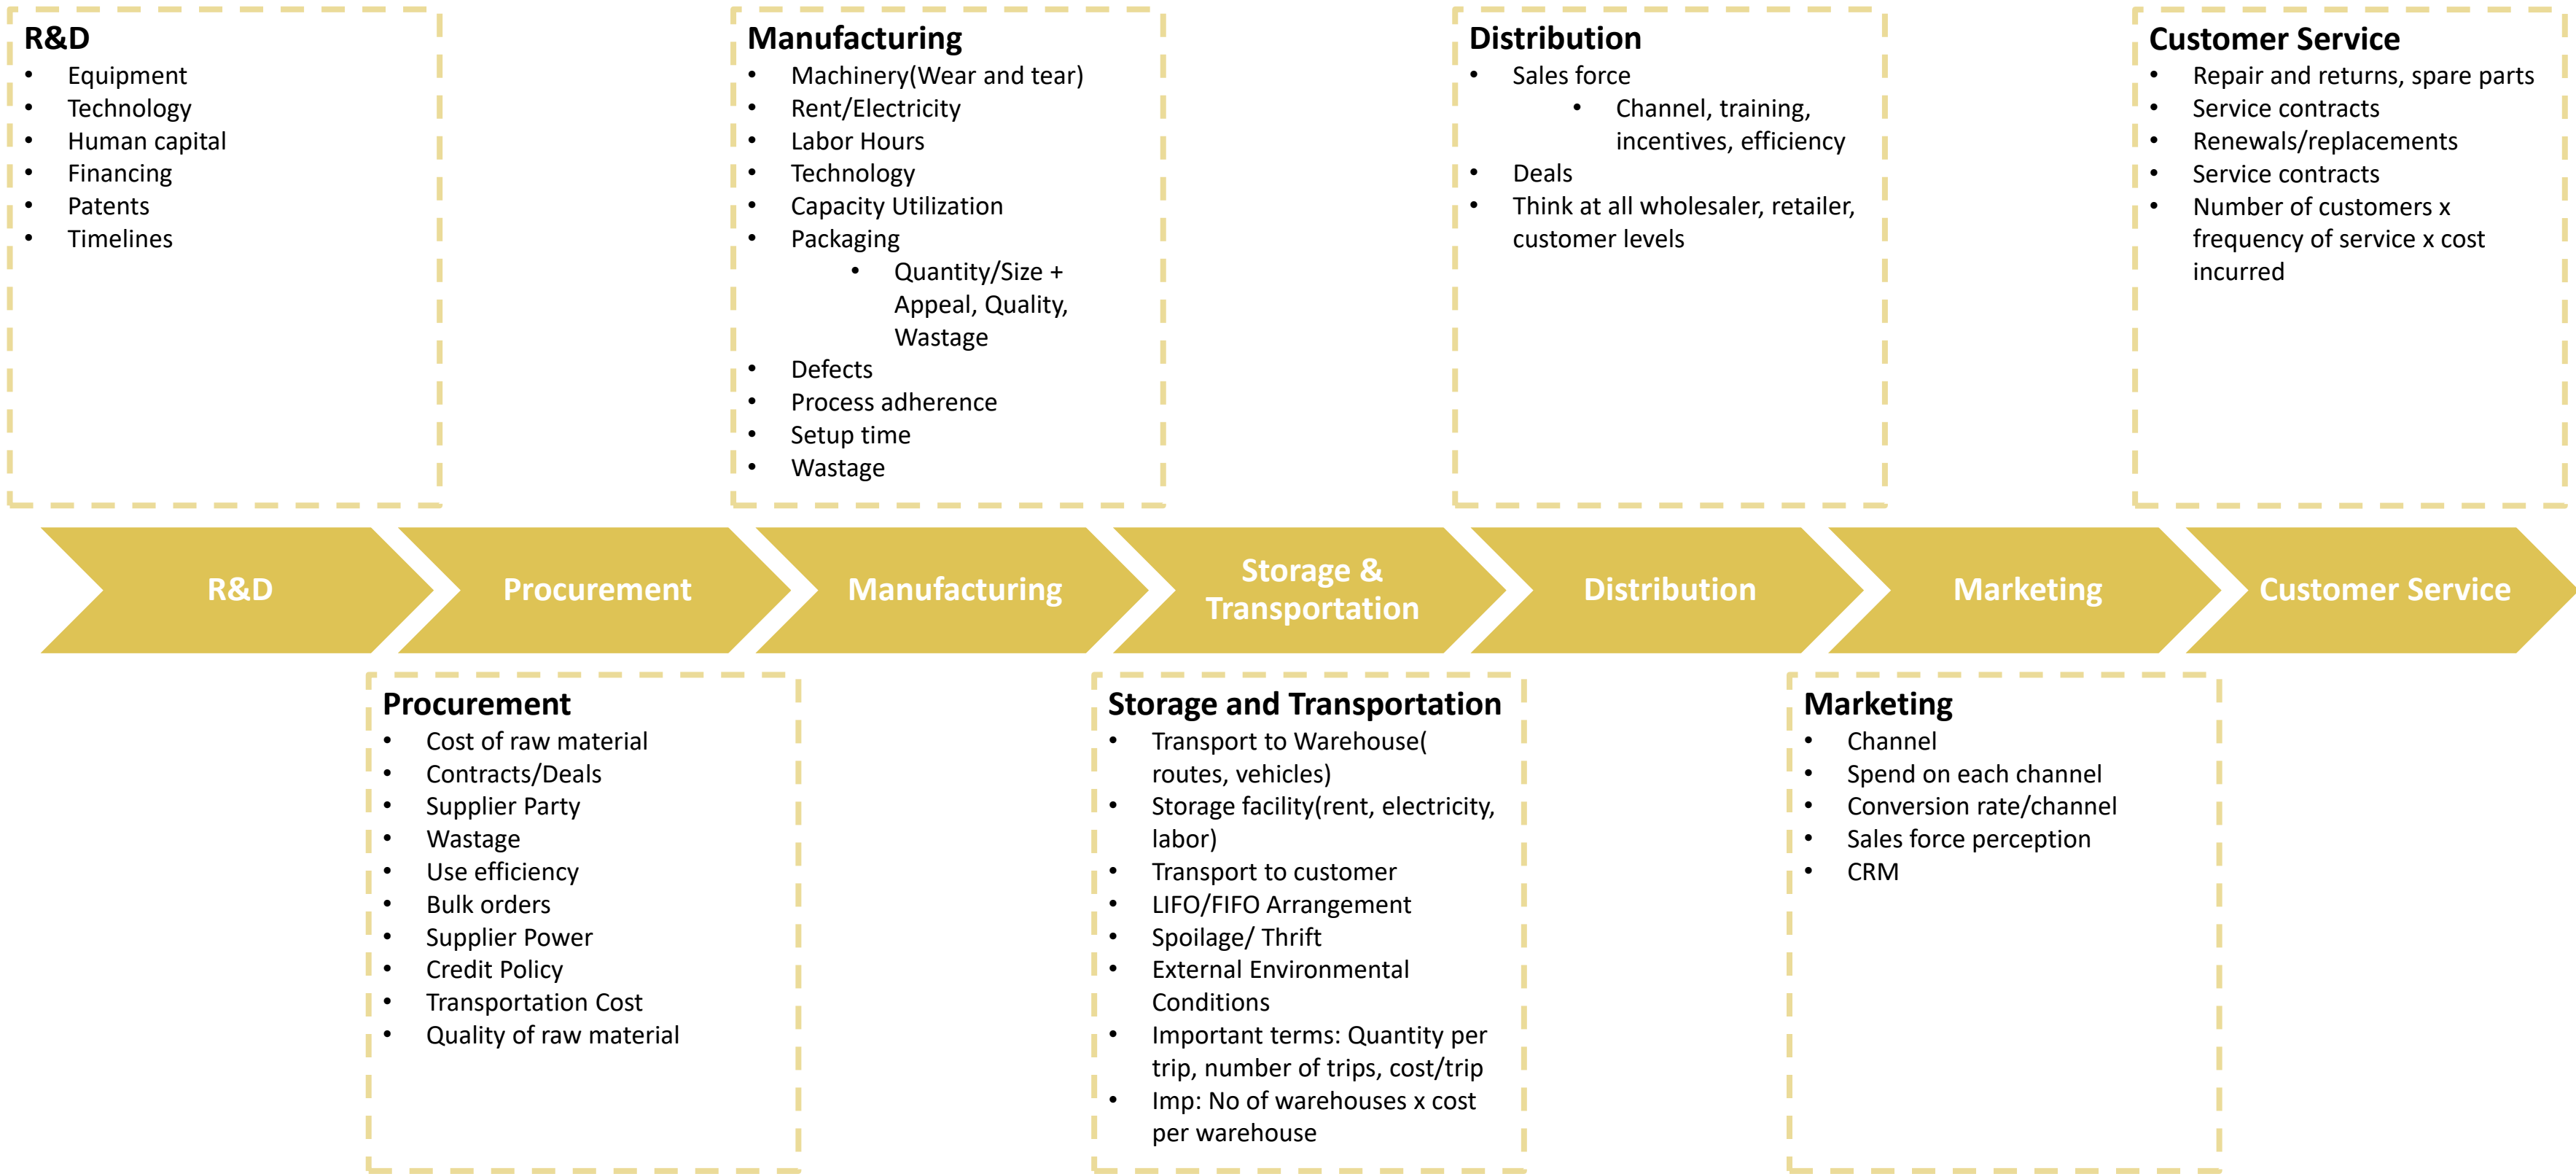 R&D
• Equipment
• Technology
• Human capital
• Financing
• Patents
• Timelines
Manufacturing
• Machinery(Wear and tear)
• Rent/Electricity
• Labor Hours
• Technology
• Capacity Utilization
• Packaging
• Quantity/Size +
Appeal, Quality,
Wastage
• Defects
• Process adherence
• Setup time
• Wastage
Distribution
• Sales force
• Channel, training,
incentives, efficiency
• Deals
• Think at all wholesaler, retailer,
customer levels
Customer Service
• Repair and returns, spare parts
• Service contracts
• Renewals/replacements
• Service contracts
• Number of customers x
frequency of service x cost
incurred
R&D
Procurement
Manufacturing
Storage &
Transportation
Distribution
Marketing
Customer Service
Procurement
• Cost of raw material
• Contracts/Deals
• Supplier Party
• Wastage
• Use efficiency
• Bulk orders
• Supplier Power
• Credit Policy
• Transportation Cost
• Quality of raw material
Storage and Transportation
• Transport to Warehouse(
routes, vehicles)
• Storage facility(rent, electricity,
labor)
• Transport to customer
• LIFO/FIFO Arrangement
• Spoilage/ Thrift
• External Environmental
Conditions
• Important terms: Quantity per
trip, number of trips, cost/trip
• Imp: No of warehouses x cost
per warehouse
Marketing
• Channel
• Spend on each channel
• Conversion rate/channel
• Sales force perception
• CRM